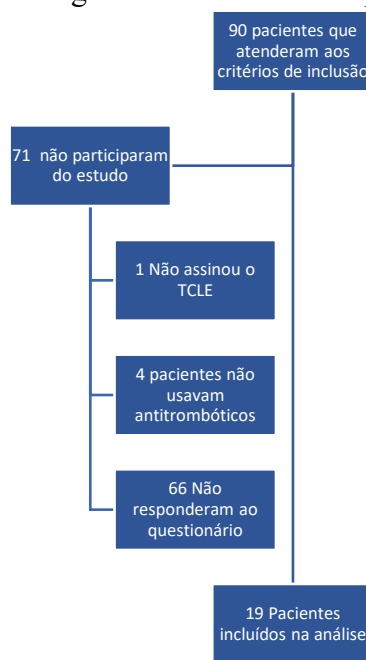 90 pacientes que
atenderam aos
critérios de inclusão
71 não participaram
do estudo
1 Não assinou o
TCLE
4 pacientes não
usavam
antitrombóticos
66 Não
responderam ao
questionário
19 Pacientes
incluídos na análise